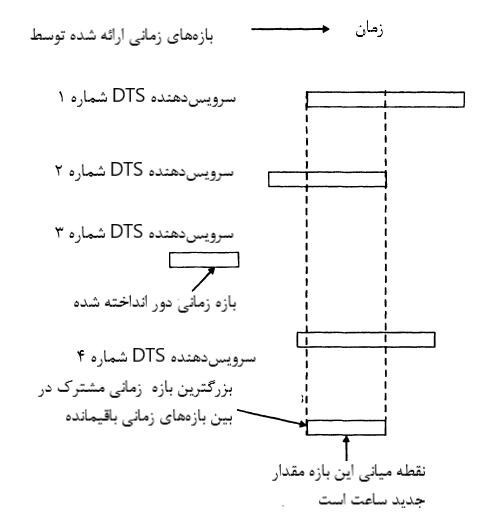 زمان
بازه‌های زمانی ارائه شده توسط
سرویس‌دهنده DTS شماره ۱
سرویس‌دهنده DTS شماره ۲
سرویس‌دهنده DTS شماره ۳
بازه زمانی دور انداخته شده
سرویس‌دهنده DTS شماره ۴
بزرگترین بازه زمانی مشترک در
بین بازه‌های زمانی باقیمانده
نقطه میانی این بازه مقدار
جدید ساعت است